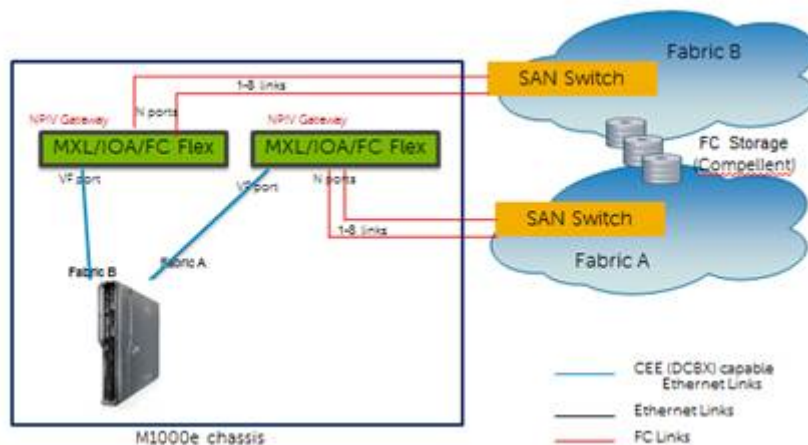 Fabric B
SAN Switch
1-8 links
N ports
NPIV Gateway
NPIV Gateway
MXL/IOA/FC Flex
MXL/IOA/FC Flex
FC Storage
(Compellent)
VF port
VF port
N ports
SAN Switch
1-8 links
Fabric B
Fabric A
Fabric A
CEE (DCBX) capable
Ethernet Links
Ethernet Links
FC Links
M1000e chassis